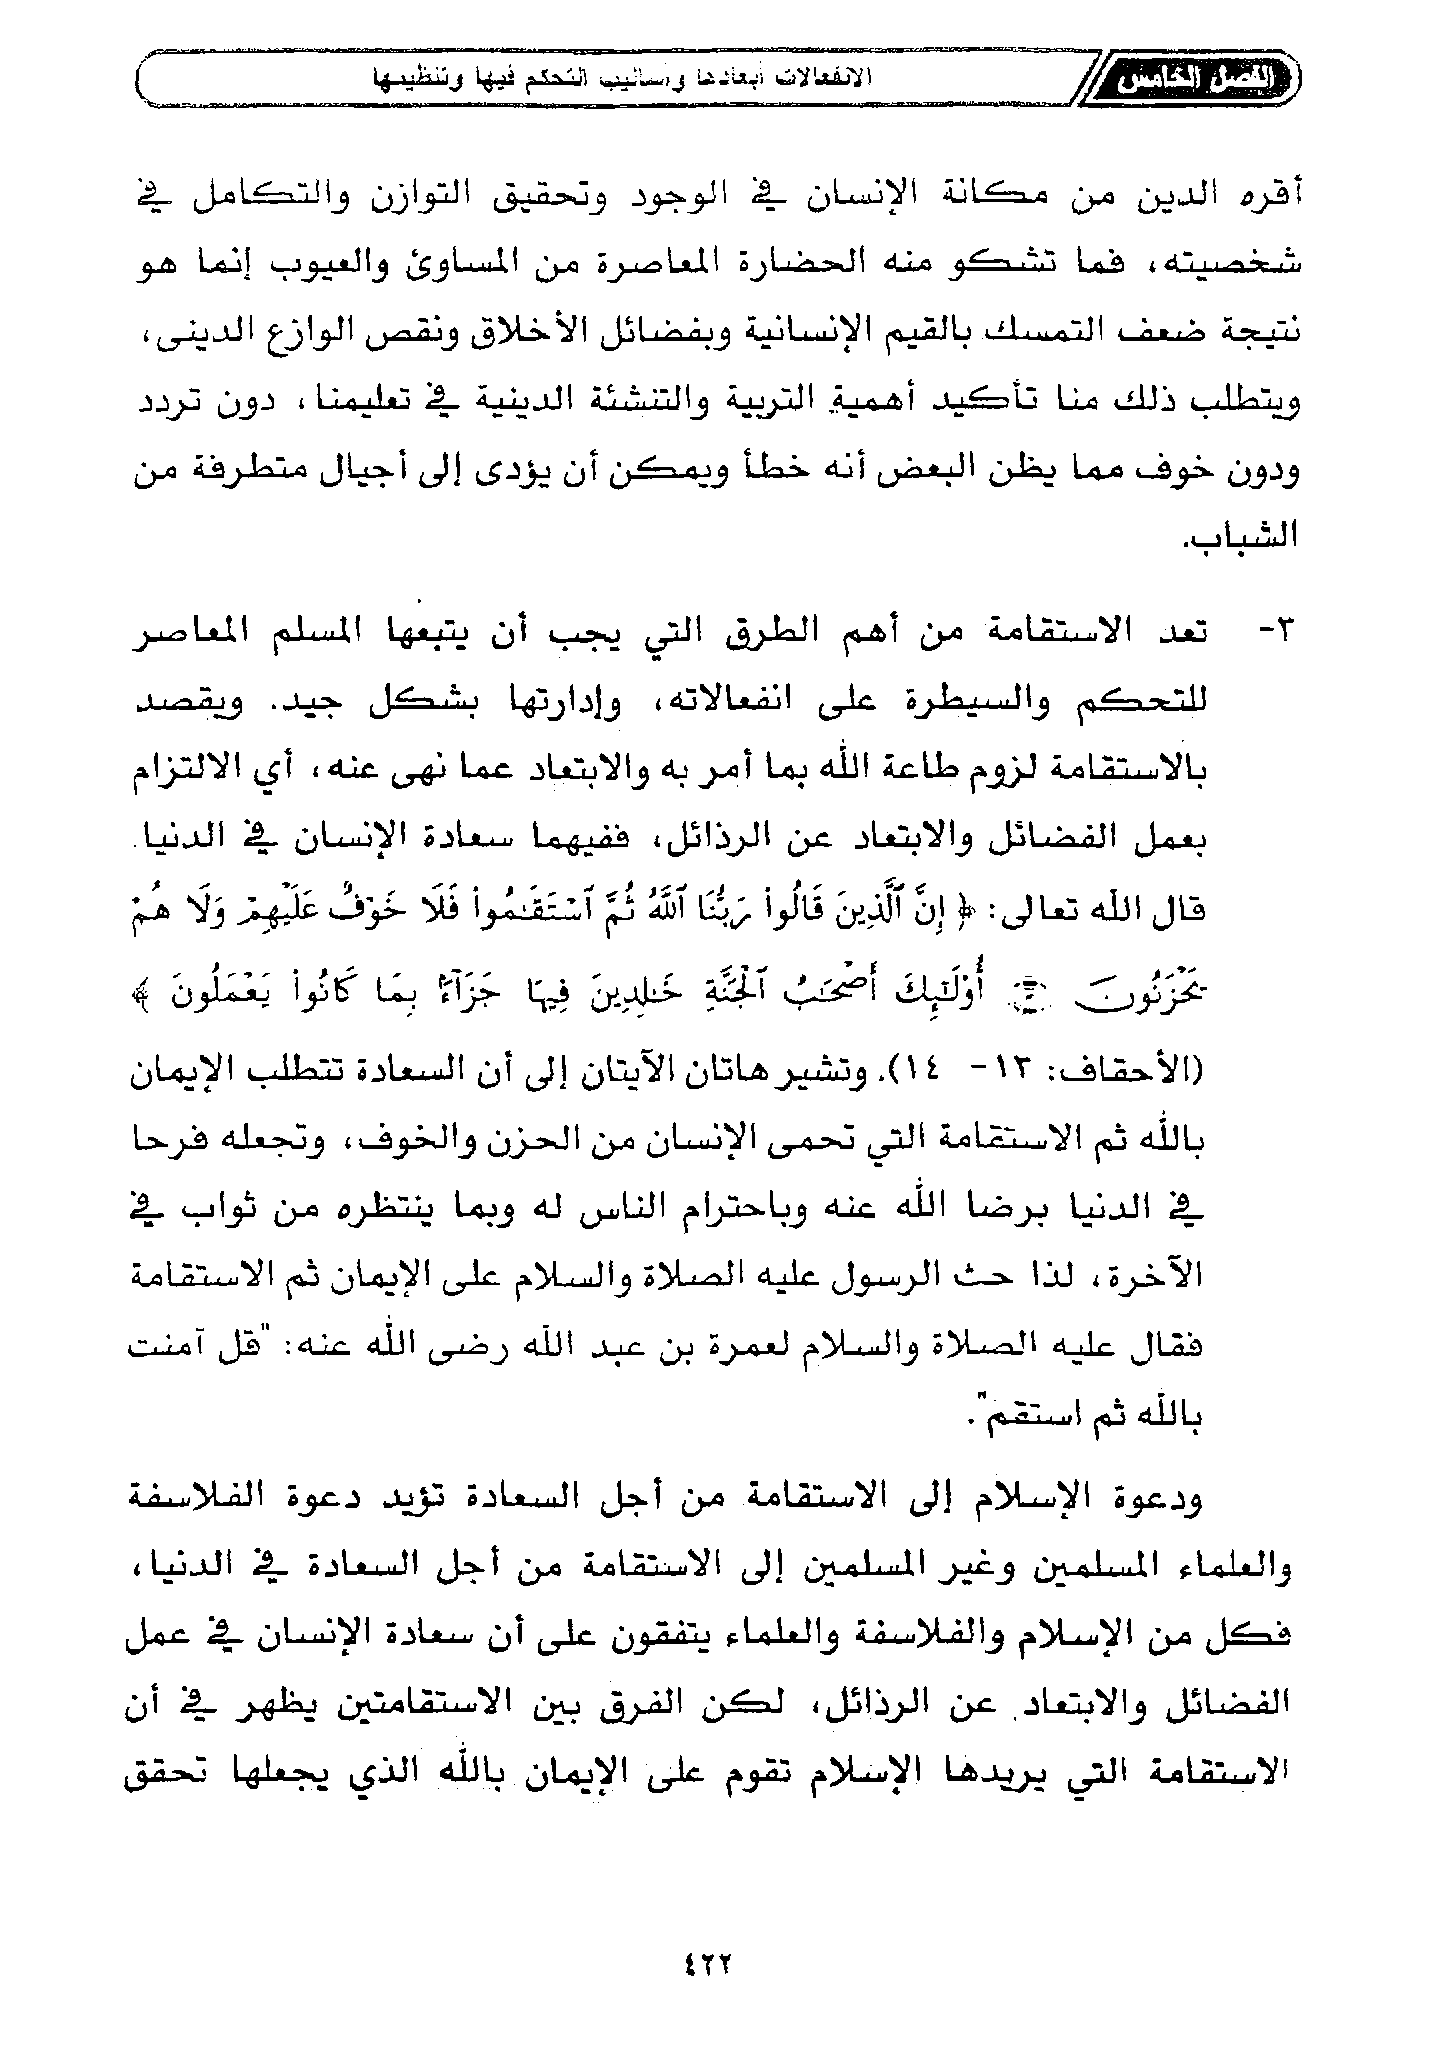 الفصل الخامس
الانفعالات أبعادها وأساليب التحكم فيها وتنظيمها
أقره الدين من مكانة الإنسان في الوجود وتحقيق التوازن والتكامل في
شخصيته، فما تشكو منه الحضارة المعاصرة من المساوئ والعيوب إنما هو
نتيجة ضعف التمسك بالقيم الإنسانية وبفضائل الأخلاق ونقص الوازع الدينى،
ويتطلب ذلك منا تأكيد أهمية التربية والتنشئة الدينية في تعليمنا، دون تردد
ودون خوف مما يظن البعض أنه خطأ ويمكن أن يؤدى إلى أجيال متطرفة من
الشباب.
٢- تعد الاستقامة من أهم الطرق التي يجب أن يتبعها المسلم المعاصر
للتحكم والسيطرة على انفعالاته، وإدارتها بشكل جيد. ويقصد
بالاستقامة لزوم طاعة الله بما أمر به والابتعاد عما نهى عنه، أي الالتزام
بعمل الفضائل والابتعاد عن الرذائل، ففيهما سعادة الإنسان في الدنيا.
قال الله تعالى: ﴿ إِنَّ ٱلَّذِينَ قَالُوا۟ رَبُّنَا ٱللَّهُ ثُمَّ ٱسْتَقَـٰمُوا۟ فَلَا خَوْفٌ عَلَيْهِمْ وَلَا هُمْ
يَحْزَنُونَ ۝ أُو۟لَـٰٓئِكَ أَصْحَـٰبُ ٱلْجَنَّةِ خَـٰلِدِينَ فِيهَا جَزَآءًۢ بِمَا كَانُوا۟ يَعْمَلُونَ ﴾
(الأحقاف: ١٣- ١٤). وتشير هاتان الآيتان إلى أن السعادة تتطلب الإيمان
بالله ثم الاستقامة التي تحمى الإنسان من الحزن والخوف، وتجعله فرحا
في الدنيا برضا الله عنه وباحترام الناس له وبما ينتظره من ثواب في
الآخرة، لذا حث الرسول عليه الصلاة والسلام على الإيمان ثم الاستقامة
فقال عليه الصلاة والسلام لعمرة بن عبد الله رضى الله عنه: "قل آمنت
بالله ثم استقم".
ودعوة الإسلام إلى الاستقامة من أجل السعادة تؤيد دعوة الفلاسفة
والعلماء المسلمين وغير المسلمين إلى الاستقامة من أجل السعادة في الدنيا،
فكل من الإسلام والفلاسفة والعلماء يتفقون على أن سعادة الإنسان في عمل
الفضائل والابتعاد عن الرذائل، لكن الفرق بين الاستقامتين يظهر في أن
الاستقامة التي يريدها الإسلام تقوم على الإيمان بالله الذي يجعلها تحقق
٤٢٢